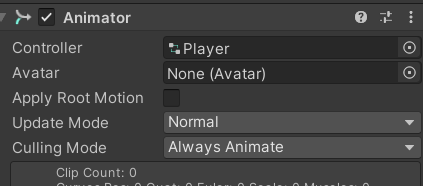 Animator
Controller Player
Avatar None (Avatar)
Apply Root Motion
Update Mode Normal
Culling Mode Always Animate
Clip Count: 0